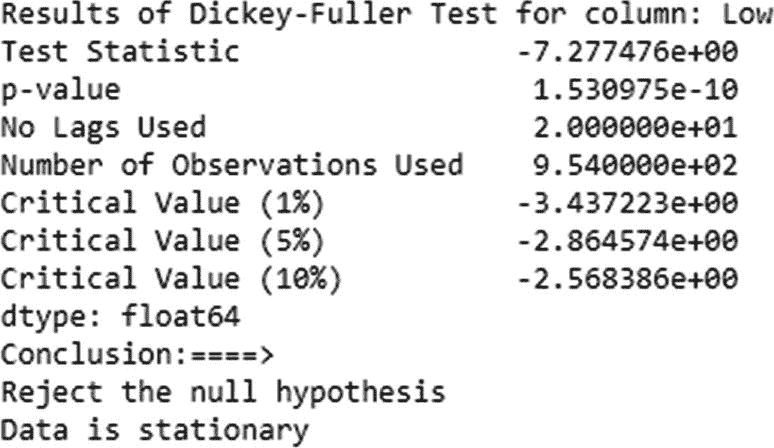 Results of Dickey-Fuller Test for column: Low
Test Statistic -7.277476e+00
p-value 1.530975e-10
No Lags Used 2.000000e+01
Number of Observations Used 9.540000e+02
Critical Value (1%) -3.437223e+00
Critical Value (5%) -2.864574e+00
Critical Value (10%) -2.568386e+00
dtype: float64
Conclusion:====>
Reject the null hypothesis
Data is stationary